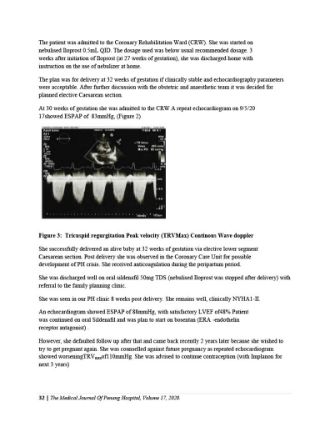 The patient was admitted to the Coronary Rehabilitation Ward (CRW). She was started on
nebulised Iloprost 0.5mL QID. The dosage used was below usual recommended dosage. 3
weeks after initiation of Iloprost (at 27 weeks of gestation), she was discharged home with
instruction on the use of nebulizer at home.
The plan was for delivery at 32 weeks of gestation if clinically stable and echocardiography parameters
were acceptable. After further discussion with the obstetric and anaesthetic team it was decided for
planned elective Caesarean section.
At 30 weeks of gestation she was admitted to the CRW A repeat echocardiogram on 9/5/20
17showed ESPAP of 83mmHg, (Figure 2)
Figure 3: Tricuspid regurgitation Peak velocity (TRVMax) Continous Wave doppler
She successfully delivered an alive baby at 32 weeks of gestation via elective lower segment
Caesarean section. Post delivery she was observed in the Coronary Care Unit for possible
development of PH crisis. She received anticoagulation during the peripartum period.
She was discharged well on oral sildenafil 50mg TDS (nebulised Iloprost was stopped after delivery) with
referral to the family planning clinic.
She was seen in our PH clinic 8 weeks post delivery. She remains well, clinically NYHA1-II.
An echocardiogram showed ESPAP of 88mmHg, with satisfactory LVEF of48% Patient
was continued on oral Sildenafil and was plan to start on bosentan (ERA -endothelin
receptor antagonist) .
However, she defaulted follow up after that and came back recently 2 years later because she wished to
try to get pregnant again. She was counselled against future pregnancy as repeated echocardiogram
showed worseningTRVmaxof110mmHg. She was advised to continue contraception (with Implanon for
next 3 years)
32 | The Medical Journal Of Penang Hospital, Volume 17, 2020.